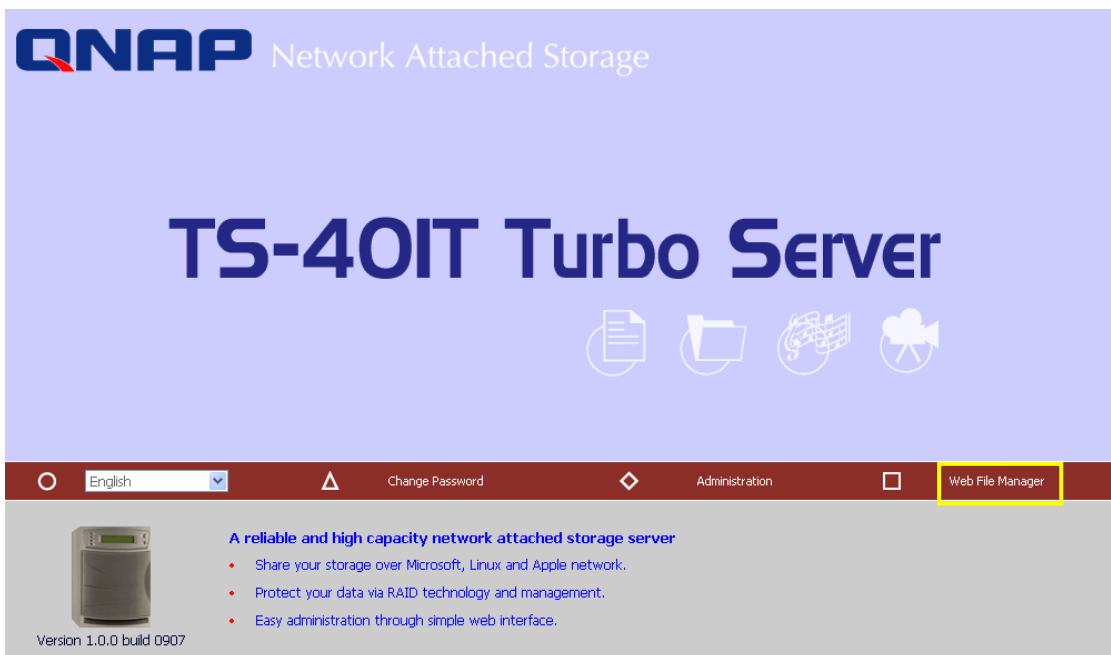 QNAP Network Attached Storage
TS-401T Turbo Server
English Change Password Administration Web File Manager
A reliable and high capacity network attached storage server
Share your storage over Microsoft, Linux and Apple network.
Protect your data via RAID technology and management.
Easy administration through simple web interface.
Version 1.0.0 build 0907